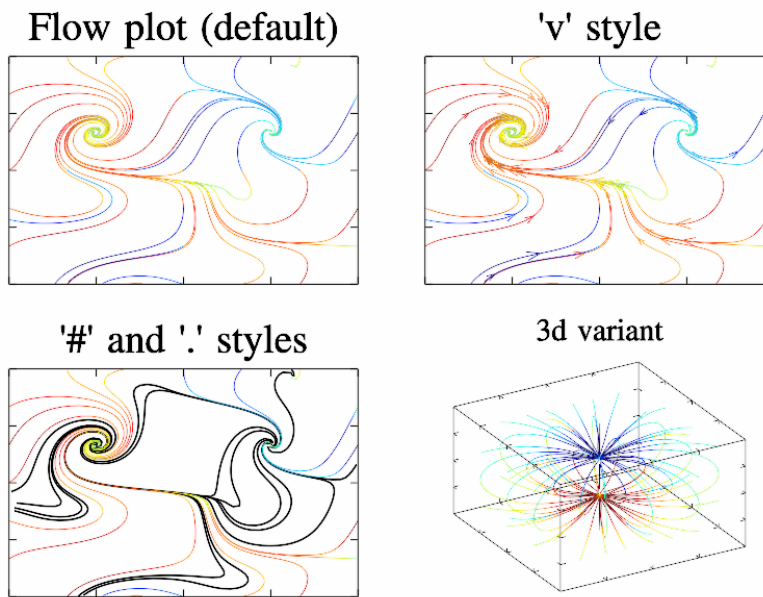 Flow plot (default)
'v' style
'#' and '.' styles
3d variant